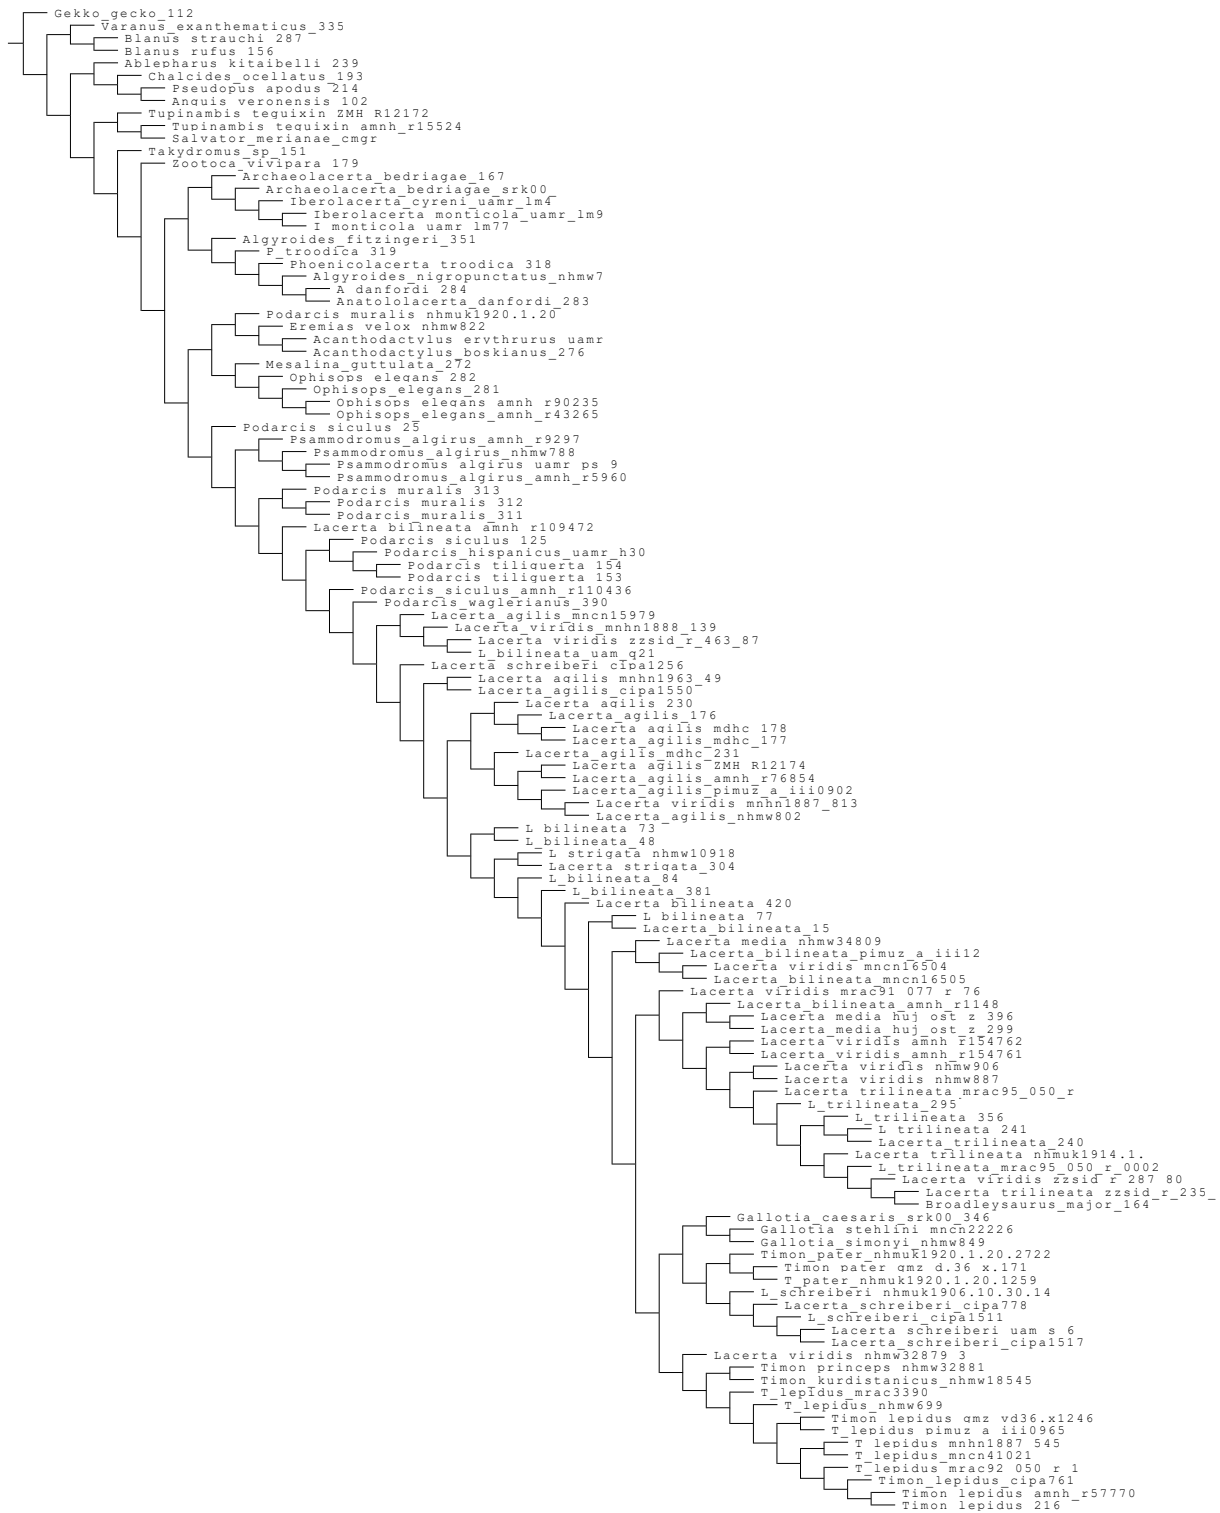 Gekko_gecko_112
Varanus_exanthematicus_335
Blanus_strauchi_287
Blanus_rufus_156
Ablepharus_kitaibelli_239
Chalcides_ocellatus_193
Pseudopus_apodus_214
Anguis_veronensis_102
Tupinambis_teguixin_ZMH_R12172
Tupinambis_teguixin_amnh_r15524
Salvator_merianae_cmgr
Takydromus_sp_151
Zootoca_vivipara_179
Archaeolacerta_bedriagae_167
Archaeolacerta_bedriagae_srk00_
Iberolacerta_cyreni_uamr_lm4
Iberolacerta_monticola_uamr_lm9
I_monticola_uamr_lm77
Algyroides_fitzingeri_351
P_troodica_319
Phoenicolacerta_troodica_318
Algyroides_nigropunctatus_nhmw7
A_danfordi_284
Anatololacerta_danfordi_283
Podarcis_muralis_nhmuk1920.1.20
Eremias_velox_nhmw822
Acanthodactylus_erythrurus_uamr
Acanthodactylus_boskianus_276
Mesalina_guttulata_272
Ophisops_elegans_282
Ophisops_elegans_281
Ophisops_elegans_amnh_r90235
Ophisops_elegans_amnh_r43265
Podarcis_siculus_25
Psammodromus_algirus_amnh_r9297
Psammodromus_algirus_nhmw788
Psammodromus_algirus_uamr_ps_9
Psammodromus_algirus_amnh_r5960
Podarcis_muralis_313
Podarcis_muralis_312
Podarcis_muralis_311
Lacerta_bilineata_amnh_r109472
Podarcis_siculus_125
Podarcis_hispanicus_uamr_h30
Podarcis_tiliguerta_154
Podarcis_tiliguerta_153
Podarcis_siculus_amnh_r110436
Podarcis_waglerianus_390
Lacerta_agilis_mncn15979
Lacerta_viridis_mnhn1888_139
Lacerta_viridis_zzsid_r_463_87
L_bilineata_uam_q21
Lacerta_schreiberi_cipa1256
Lacerta_agilis_mnhn1963_49
Lacerta_agilis_cipa1550
Lacerta_agilis_230
Lacerta_agilis_176
Lacerta_agilis_mdhc_178
Lacerta_agilis_mdhc_177
Lacerta_agilis_mdhc_231
Lacerta_agilis_ZMH_R12174
Lacerta_agilis_amnh_r76854
Lacerta_agilis_pimuz_a_iii0902
Lacerta_viridis_mnhn1887_813
Lacerta_agilis_nhmw802
L_bilineata_73
L_bilineata_48
L_strigata_nhmw10918
Lacerta_strigata_304
L_bilineata_84
L_bilineata_381
Lacerta_bilineata_420
L_bilineata_77
Lacerta_bilineata_15
Lacerta_media_nhmw34809
Lacerta_bilineata_pimuz_a_iii12
Lacerta_viridis_mncn16504
Lacerta_bilineata_mncn16505
Lacerta_viridis_mrac91_077_r_76
Lacerta_bilineata_amnh_r1148
Lacerta_media_huj_ost_z_396
Lacerta_media_huj_ost_z_299
Lacerta_viridis_amnh_r154762
Lacerta_viridis_amnh_r154761
Lacerta_viridis_nhmw906
Lacerta_viridis_nhmw887
Lacerta_trilineata_mrac95_050_r
L_trilineata_295
L_trilineata_356
L_trilineata_241
Lacerta_trilineata_240
Lacerta_trilineata_nhmuk1914.1.
L_trilineata_mrac95_050_r_0002
Lacerta_viridis_zzsid_r_287_80
Lacerta_trilineata_zzsid_r_235_
Broadleysaurus_major_164
Gallotia_caesaris_srk00_346
Gallotia_stehlini_mncn22226
Gallotia_simonyi_nhmw849
Timon_pater_nhmuk1920.1.20.2722
Timon_pater_gmz_d.36_x.171
T_pater_nhmuk1920.1.20.1259
L_schreiberi_nhmuk1906.10.30.14
Lacerta_schreiberi_cipa778
L_schreiberi_cipa1511
Lacerta_schreiberi_uam_s_6
Lacerta_schreiberi_cipa1517
Lacerta_viridis_nhmw32879_3
Timon_princeps_nhmw32881
Timon_kurdistanicus_nhmw18545
T_lepidus_mrac3390
T_lepidus_nhmw699
Timon_lepidus_gmz_vd36.x1246
T_lepidus_pimuz_a_iii0965
T_lepidus_mnhn1887_545
T_lepidus_mncn41021
T_lepidus_mrac92_050_r_1
Timon_lepidus_cipa761
Timon_lepidus_amnh_r57770
Timon_lepidus_216